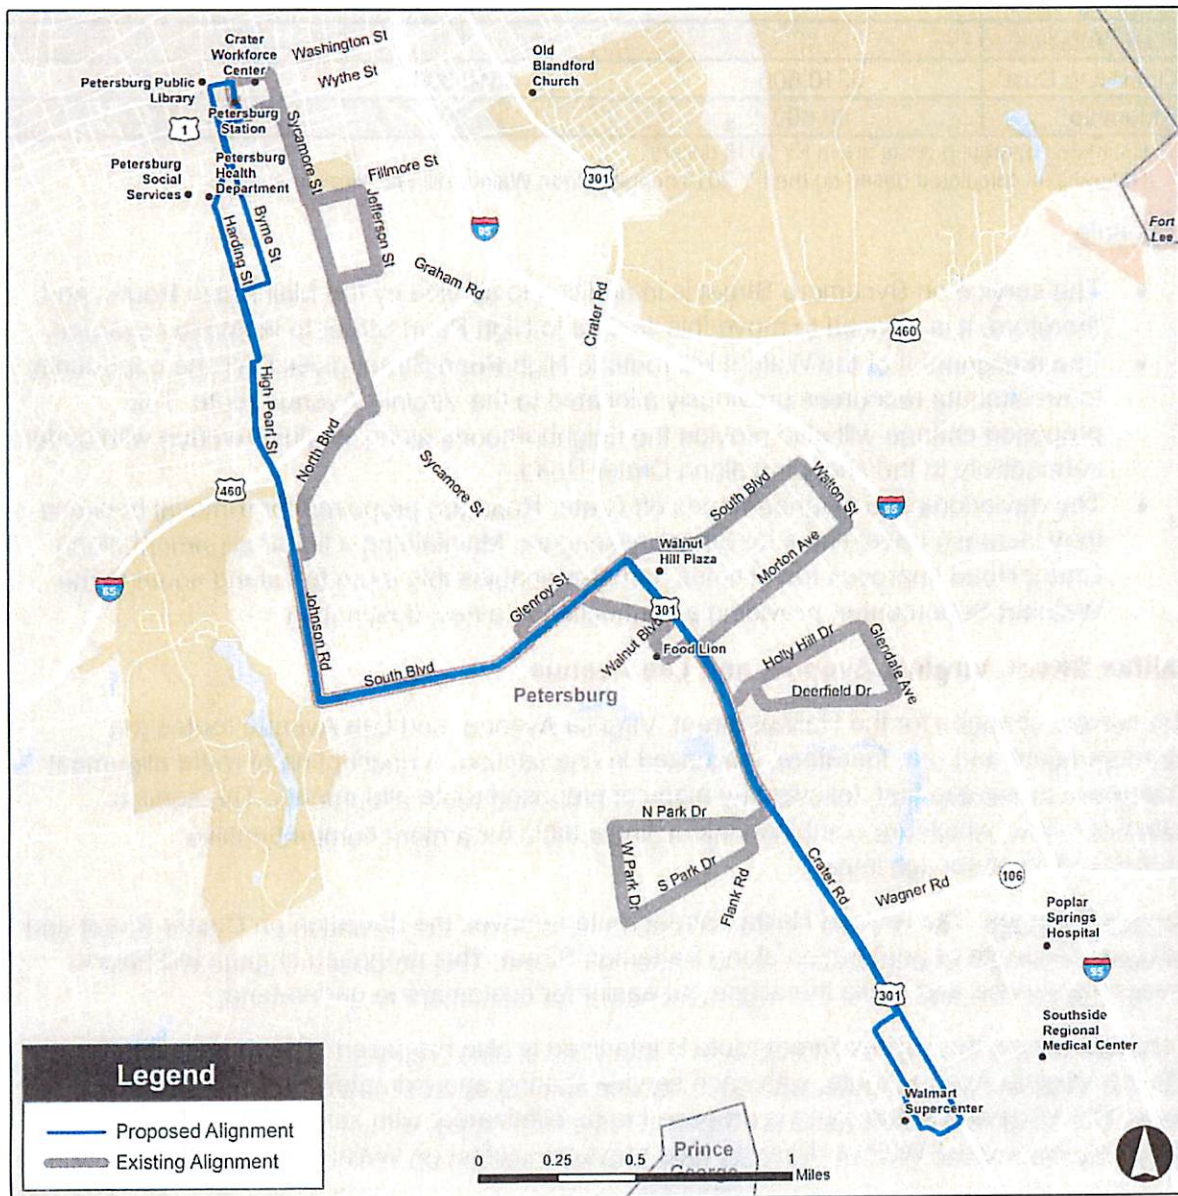 Washington St
Crater
Workforce
Center
Wythe St
Old
Blandford
Church
Petersburg Public
Library
Petersburg
Station
1
Sycamore St
Petersburg
Social
Services
Petersburg
Health
Department
Fillmore St
Jefferson St
301
95
Fort
Lee
Harding St
Byrne St
Graham Rd
Crater Rd
460
High Pearl St
North Blvd
Sycamore St
460
South Blvd
Walton St
95
Walnut
Hill Plaza
Morton Ave
85
Johnson Rd
Glenroy St
301
Walnut Blvd
Food Lion
Holly Hill Dr
Glendale Ave
South Blvd
Petersburg
Deerfield Dr
N Park Dr
W Park Dr
S Park Dr
Flank Rd
Crater Rd
Wagner Rd
106
Poplar
Springs
Hospital
95
301
Southside
Regional
Medical Center
Walmart
Supercenter
Legend
Proposed Alignment
Existing Alignment
Prince
George
0 0.25 0.5 1
Miles